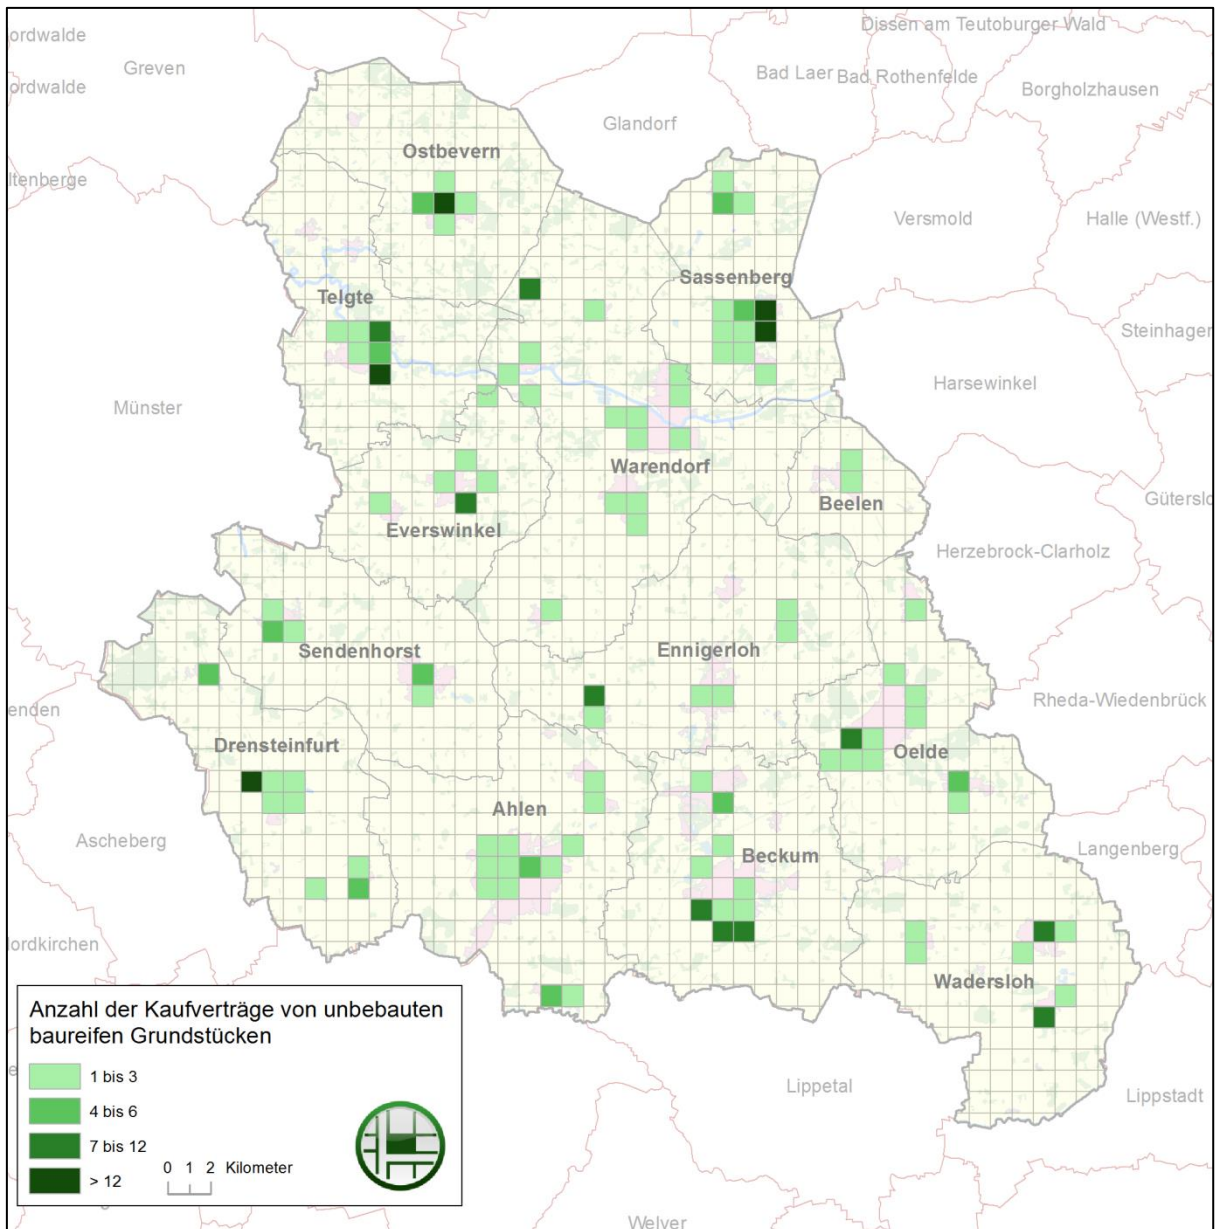 Dissen am Teutoburger Wald
ordwalde
Greven
Bad Laer
Bad Rothenfelde
ordwalde
Borgholzhausen
Glandorf
Ostbevern
ltenberge
Versmold
Halle (Westf.)
Sassenberg
Telgte
Steinhager
Harsewinkel
Münster
Warendorf
Beelen
Gütersl
Everswinkel
Herzebrock-Clarholz
Sendenhorst
Ennigerloh
enden
Rheda-Wiedenbrück
Drensteinfurt
Oelde
Ahlen
Ascheberg
Beckum
Langenberg
ordkirchen
Wadersloh
Anzahl der Kaufverträge von unbebauten
baureifen Grundstücken
1 bis 3
4 bis 6
7 bis 12
> 12
0 1 2 Kilometer
Lippetal
Lippstadt
Welver